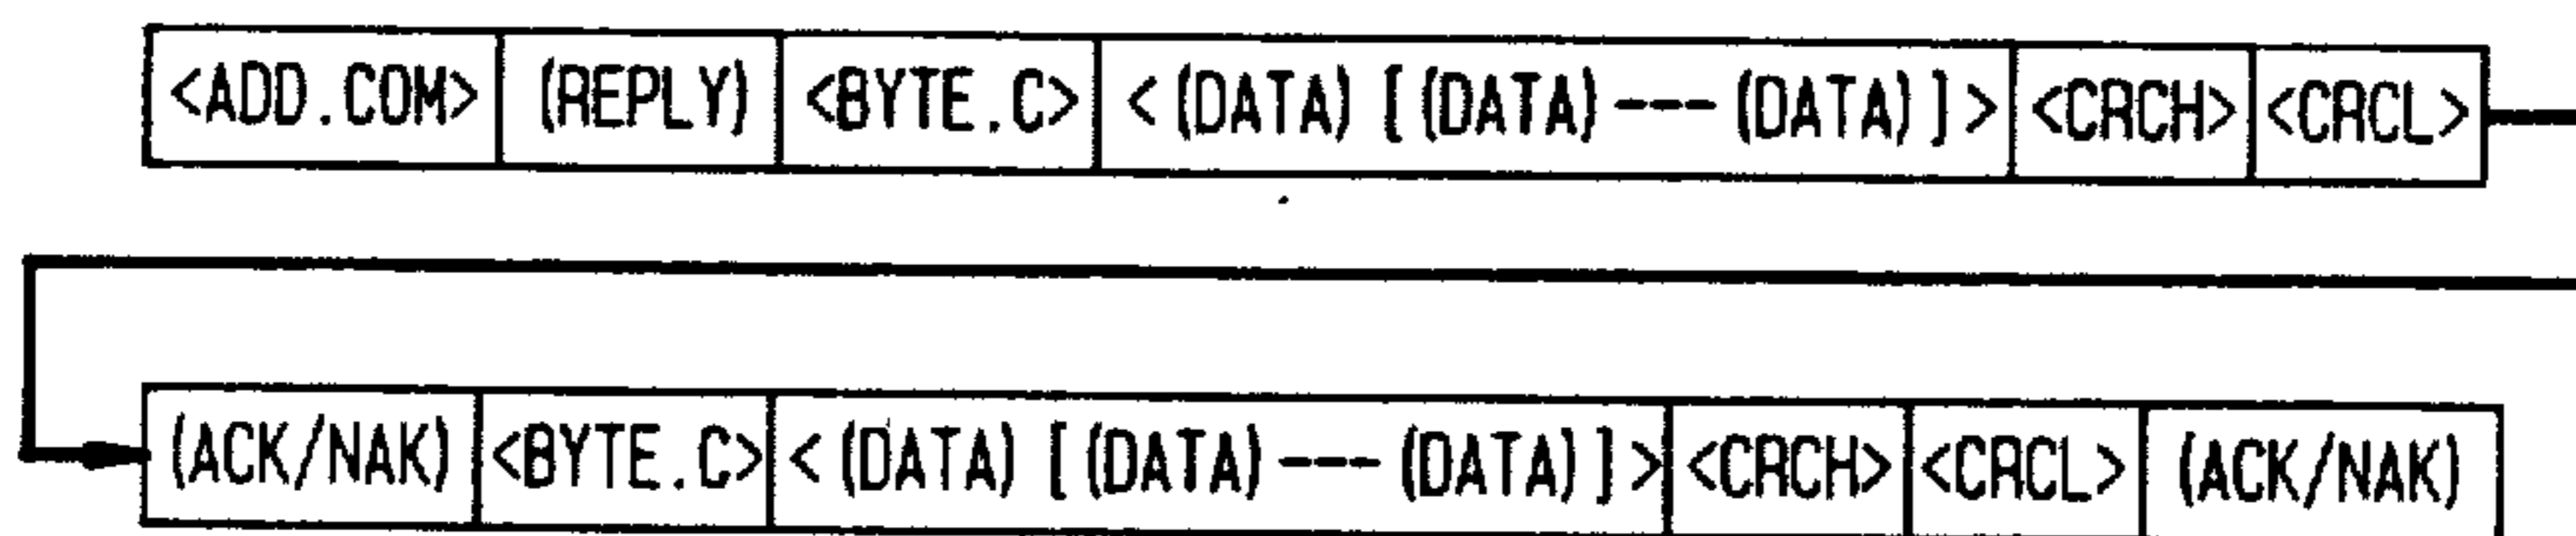 <ADD.COM> (REPLY) <BYTE.C> <(DATA) [(DATA)---(DATA)]> <CRCH> <CRCL>
(ACK/NAK) <BYTE.C> <(DATA) [(DATA)---(DATA)]> <CRCH> <CRCL> (ACK/NAK)